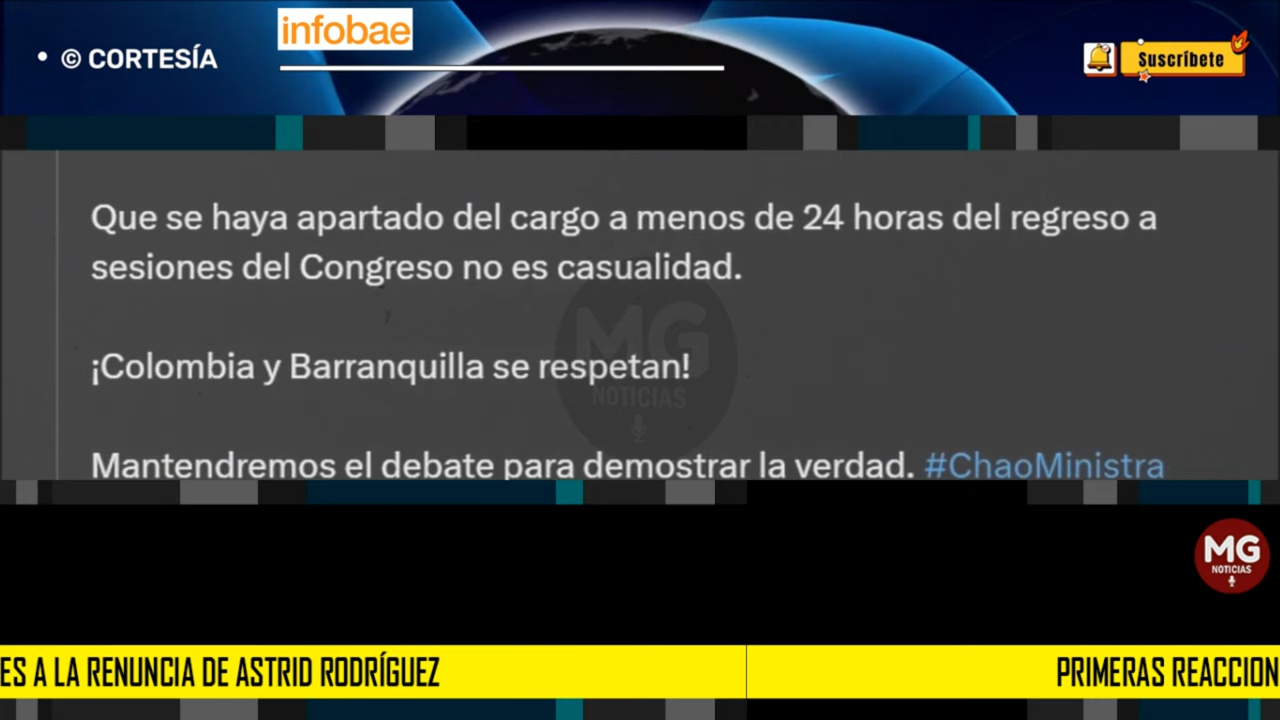 infobae
• © CORTESÍA
Suscríbete
Que se haya apartado del cargo a menos de 24 horas del regreso a
sesiones del Congreso no es casualidad.
¡Colombia y Barranquilla se respetan!
Mantendremos el debate para demostrar la verdad. #ChaoMinistra
MG
NOTICIAS
MG
NOTICIAS
ES A LA RENUNCIA DE ASTRID RODRÍGUEZ
PRIMERAS REACCION